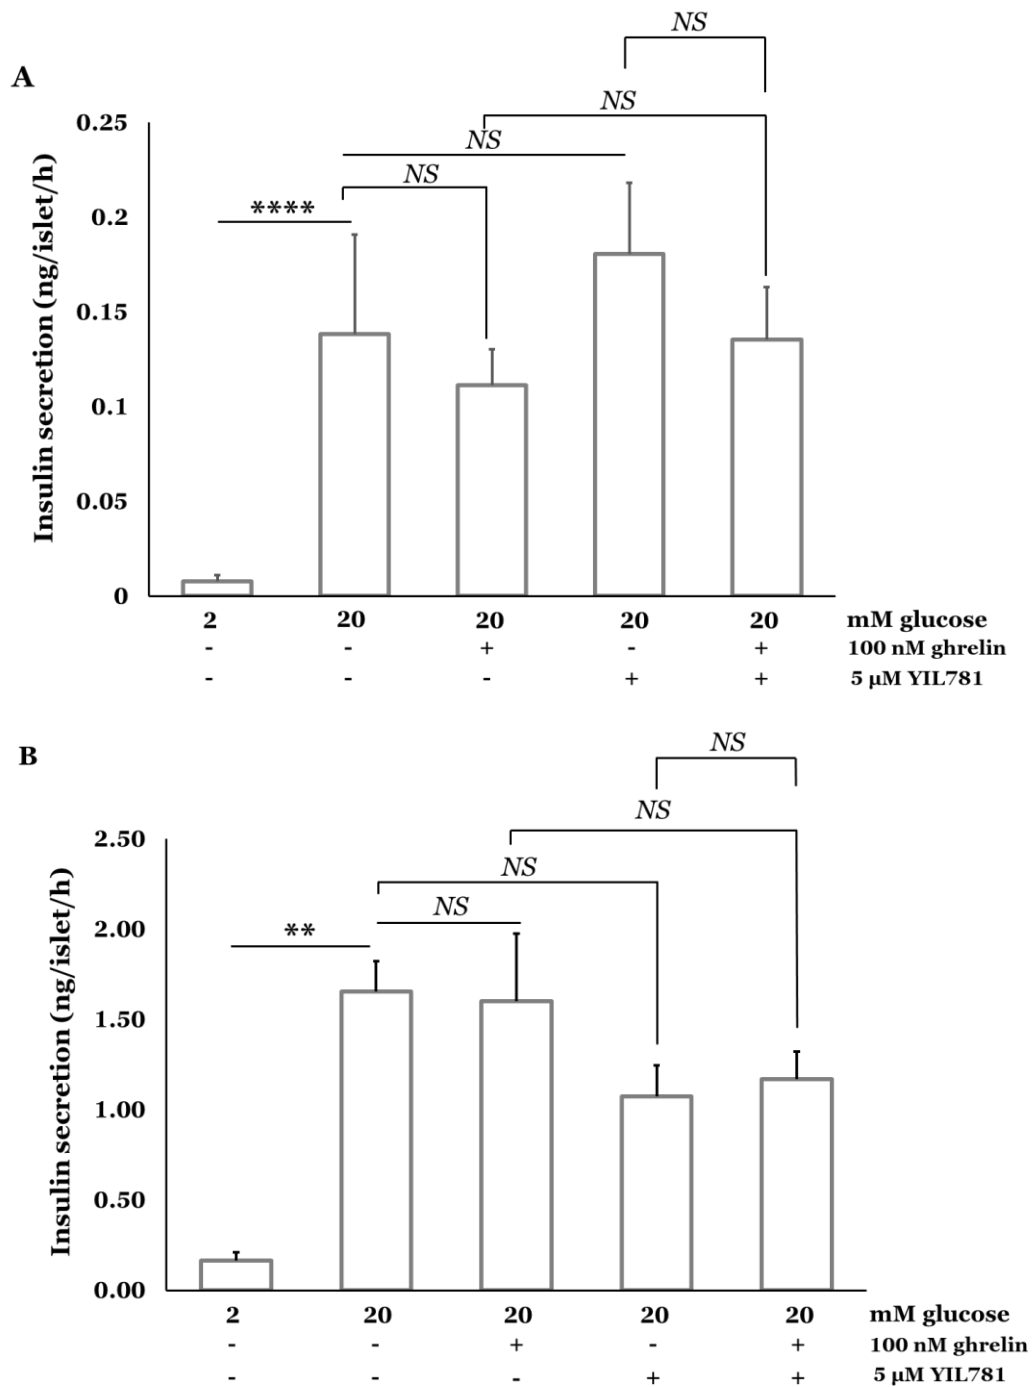 A
NS
NS
NS
NS
****
Insulin secretion (ng/islet/h)
0.25
0.2
0.15
0.1
0.05
0
2 20 20 20 20 mM glucose
- - + - + 100 nM ghrelin
- - - + + 5 µM YIL781
B
NS
NS
NS
NS
**
Insulin secretion (ng/islet/h)
2.50
2.00
1.50
1.00
0.50
0.00
2 20 20 20 20 mM glucose
- - + - + 100 nM ghrelin
- - - + + 5 µM YIL781